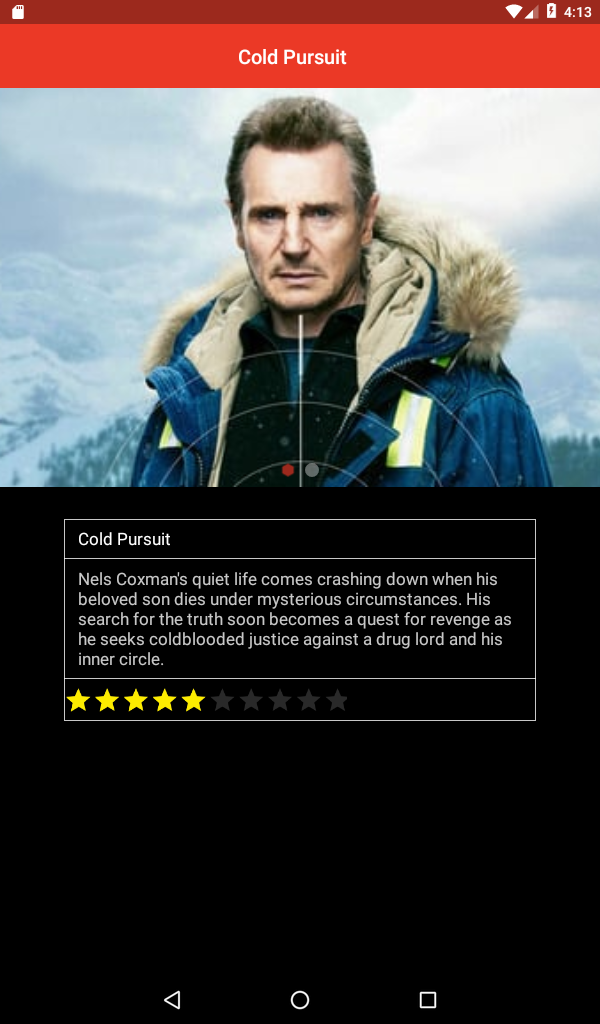 4:13
Cold Pursuit
Cold Pursuit
Nels Coxman's quiet life comes crashing down when his
beloved son dies under mysterious circumstances. His
search for the truth soon becomes a quest for revenge as
he seeks coldblooded justice against a drug lord and his
inner circle.